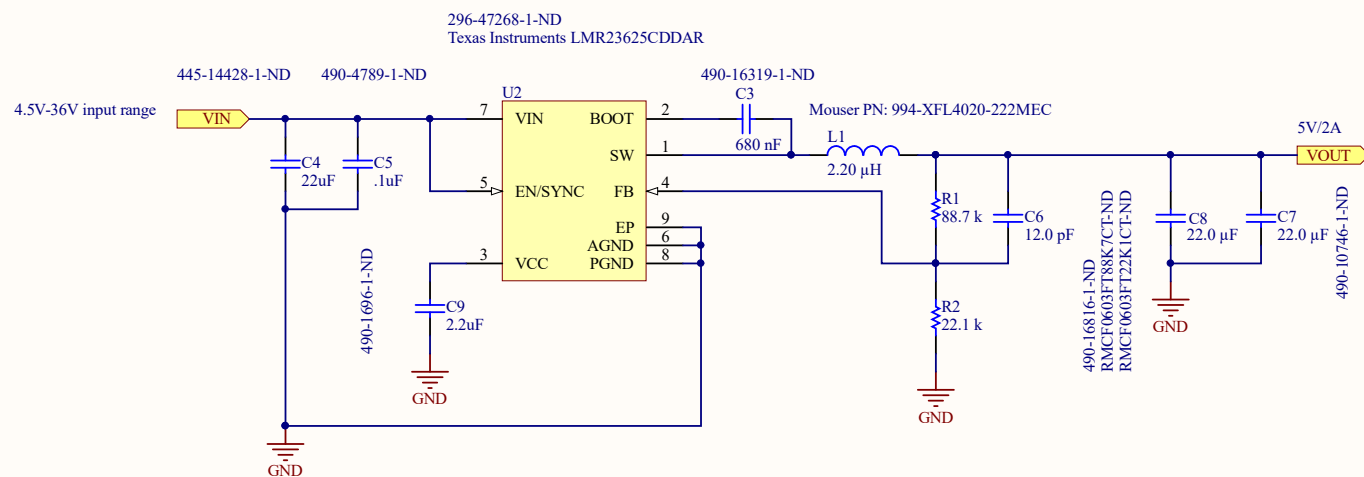 296-47268-1-ND
Texas Instruments LMR23625CDDAR
445-14428-1-ND
490-4789-1-ND
490-16319-1-ND
4.5V-36V input range
VIN
U2
7
VIN
BOOT
2
C3
680 nF
Mouser PN: 994-XFL4020-222MEC
SW
1
L1
2.20 µH
5V/2A
VOUT
C4
22uF
C5
.1uF
5
EN/SYNC
FB
4
R1
88.7 k
C6
12.0 pF
C8
22.0 µF
C7
22.0 µF
EP
9
AGND
6
PGND
8
3
VCC
C9
2.2uF
490-1696-1-ND
GND
R2
22.1 k
GND
490-16816-1-ND
RMCF0603FT88K7CT-ND
RMCF0603FT22K1CT-ND
GND
490-10746-1-ND
GND